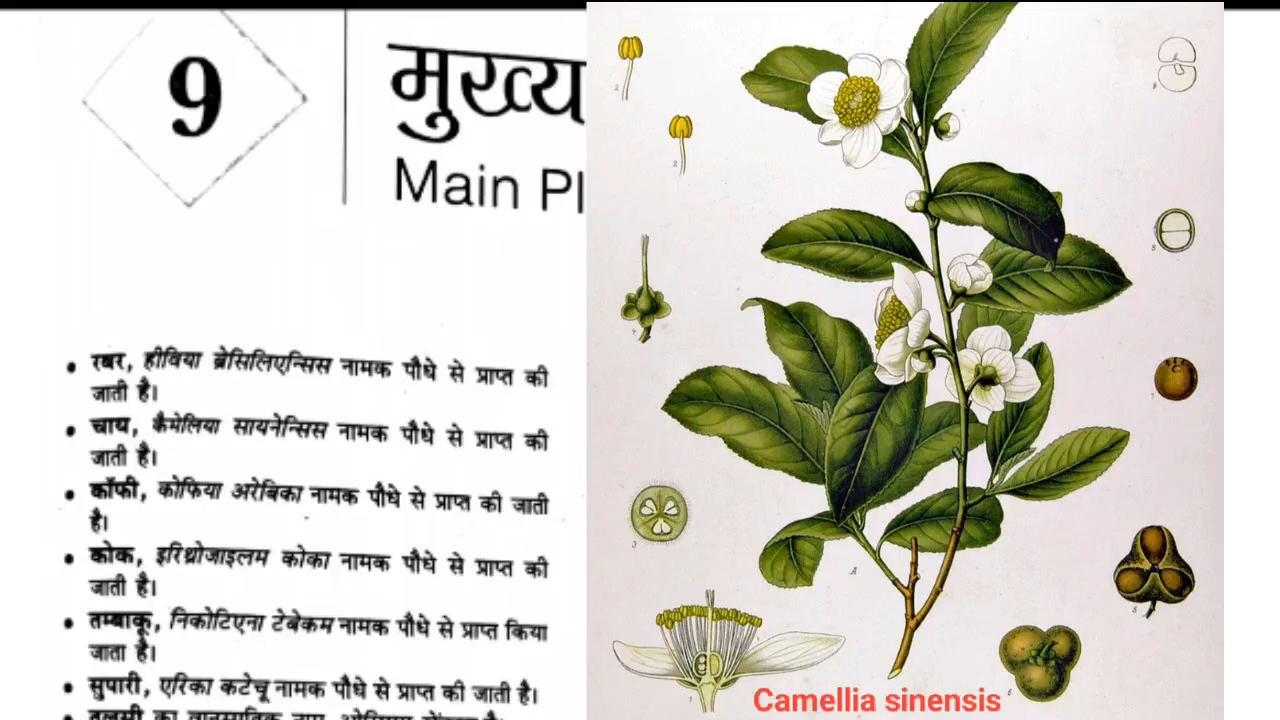 9
मुख्य
Main Pl
• रबर, हीविया ब्रेसिलिएन्सिस नामक पौधे से प्राप्त की
जाती है।
• चाय, कैमेलिया सायनेन्सिस नामक पौधे से प्राप्त की
जाती है।
• कॉफी, कोफिया अरेबिका नामक पौधे से प्राप्त की जाती
है।
• कोक, इरिथ्रोजाइलम कोका नामक पौधे से प्राप्त की
जाती है।
• तम्बाकू, निकोटिएना टेबेकम नामक पौधे से प्राप्त किया
जाता है।
• सुपारी, एरिका कटेचू नामक पौधे से प्राप्त की जाती है।
Camellia sinensis